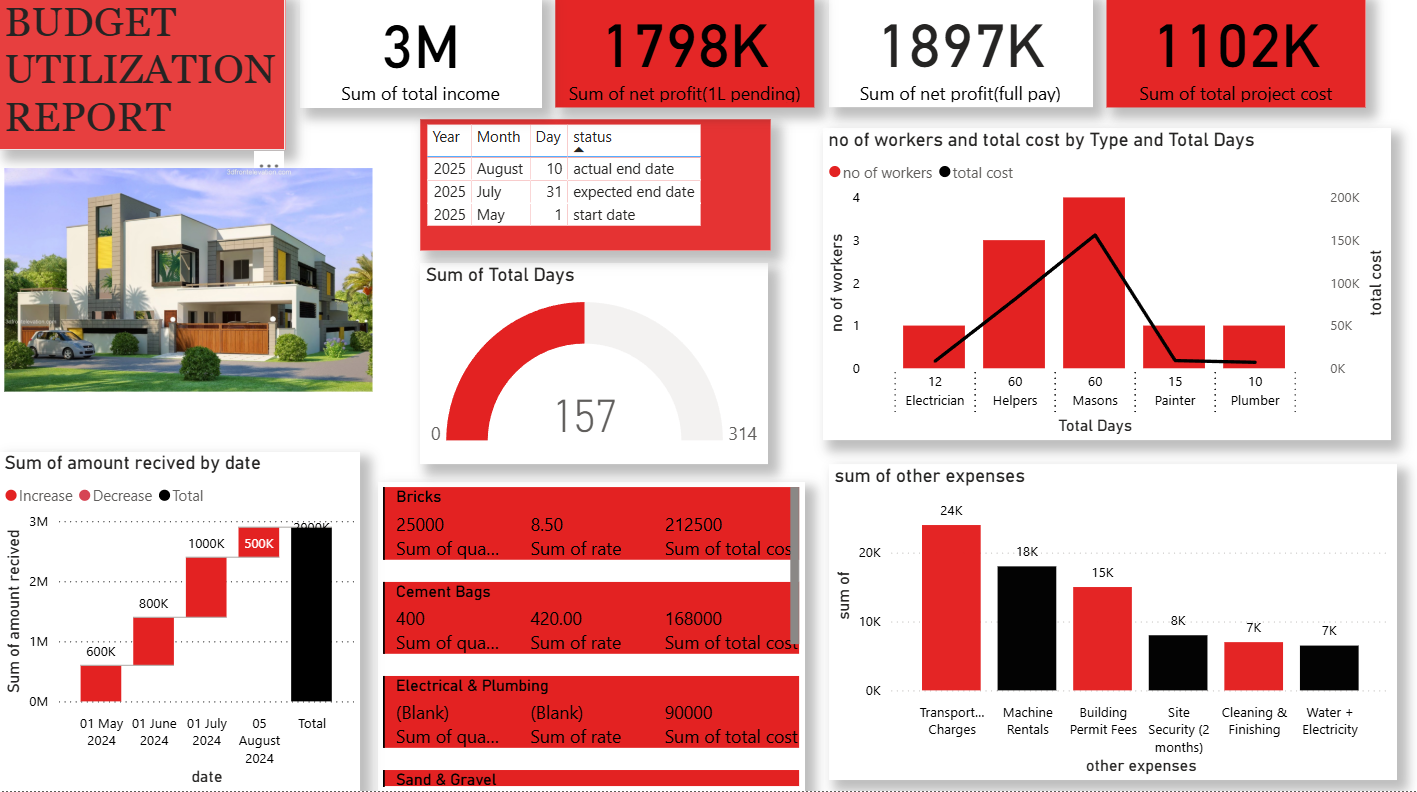 BUDGET
UTILIZATION
REPORT
3M
Sum of total income
1798K
Sum of net profit(1L pending)
1897K
Sum of net profit(full pay)
1102K
Sum of total project cost
Year Month Day status
2025 August 10 actual end date
2025 July 31 expected end date
2025 May 1 start date
Sum of Total Days
157
0
314
no of workers and total cost by Type and Total Days
no of workers total cost
4
3
2
1
0
no of workers
200K
150K
100K
50K
0K
total cost
12 60 60 15 10
Electrician Helpers Masons Painter Plumber
Total Days
Sum of amount recived by date
Increase Decrease Total
Sum of amount recived
3M
2M
1M
0M
600K
800K
1000K
500K
2900K
01 May
2024
01 June
2024
01 July
2024
05
August
2024
Total
date
Bricks
25000 8.50 212500
Sum of qua... Sum of rate Sum of total cos
Cement Bags
400 420.00 168000
Sum of qua... Sum of rate Sum of total cost
Electrical & Plumbing
(Blank) (Blank) 90000
Sum of qua... Sum of rate Sum of total cost
Sand & Gravel
sum of other expenses
sum of
20K
10K
0K
24K
18K
15K
8K
7K
7K
Transport...
Charges
Machine
Rentals
Building
Permit Fees
Site
Security (2
months)
Cleaning &
Finishing
Water +
Electricity
other expenses